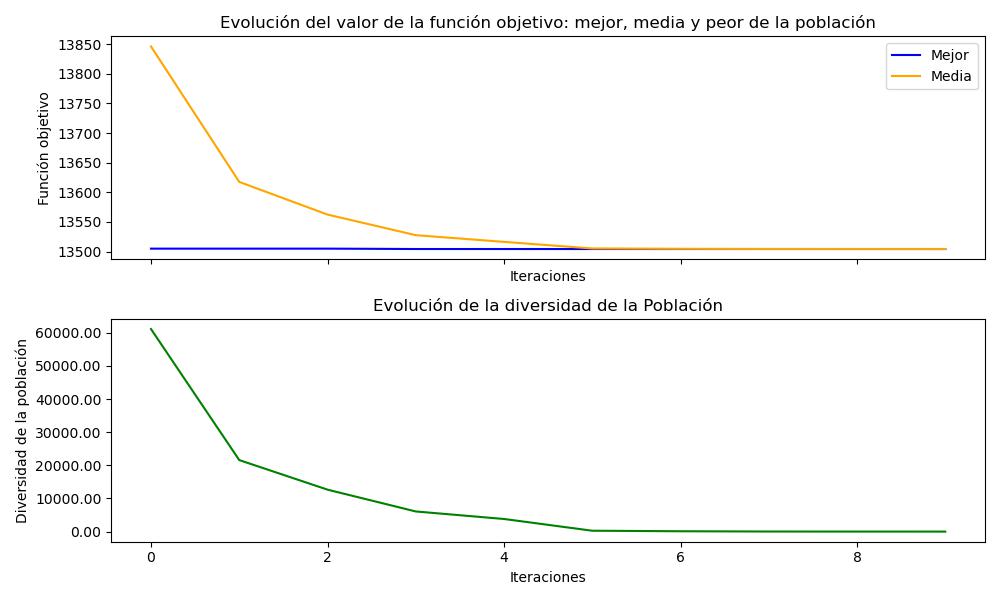 Evolución del valor de la función objetivo: mejor, media y peor de la población
13850
13800
13750
13700
13650
13600
13550
13500
Función objetivo
Mejor
Media
Iteraciones
Evolución de la diversidad de la Población
60000.00
50000.00
40000.00
30000.00
20000.00
10000.00
0.00
Diversidad de la población
0 2 4 6 8
Iteraciones